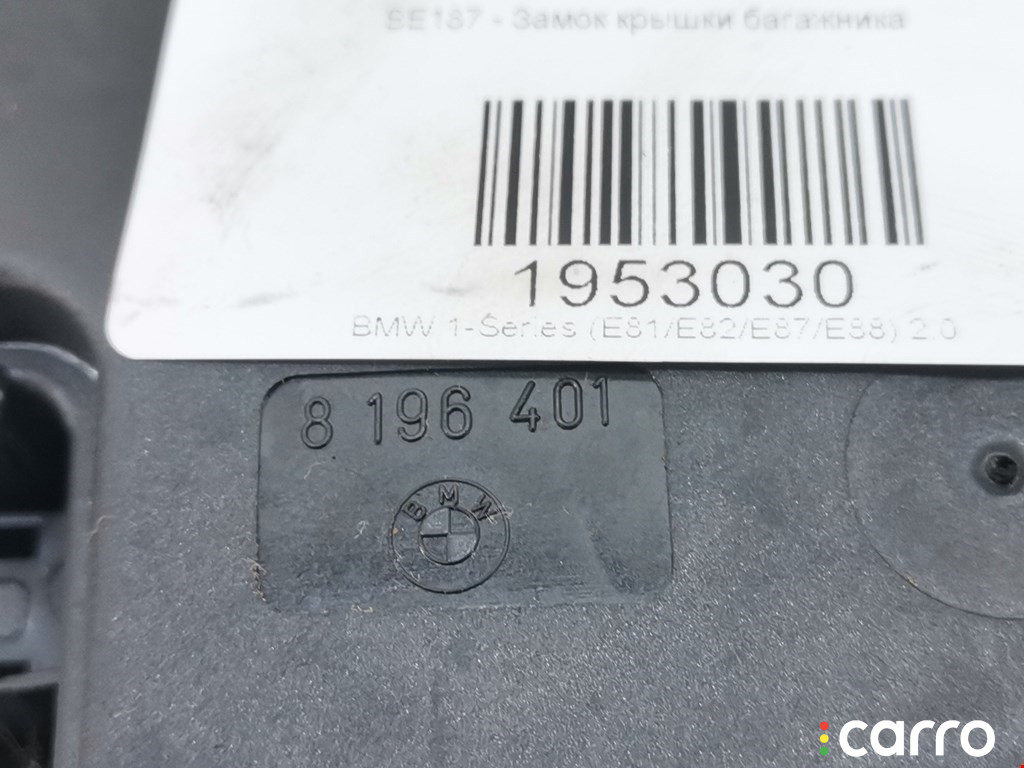 BE187 - Замок крышки багажника
1953030
BMW 1-Series (E81/E82/E87/E88) 2.0
8 196 401
BMW
carro